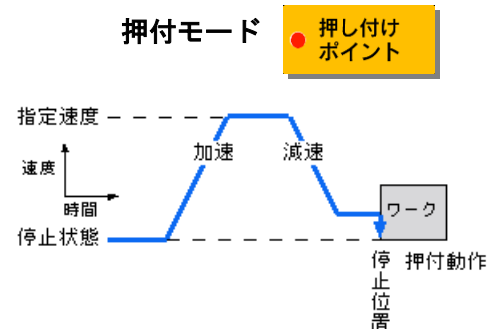 押付モード
押し付け
ポイント
指定速度
加速
減速
速度
時間
ワーク
停止状態
停止位置
押付動作